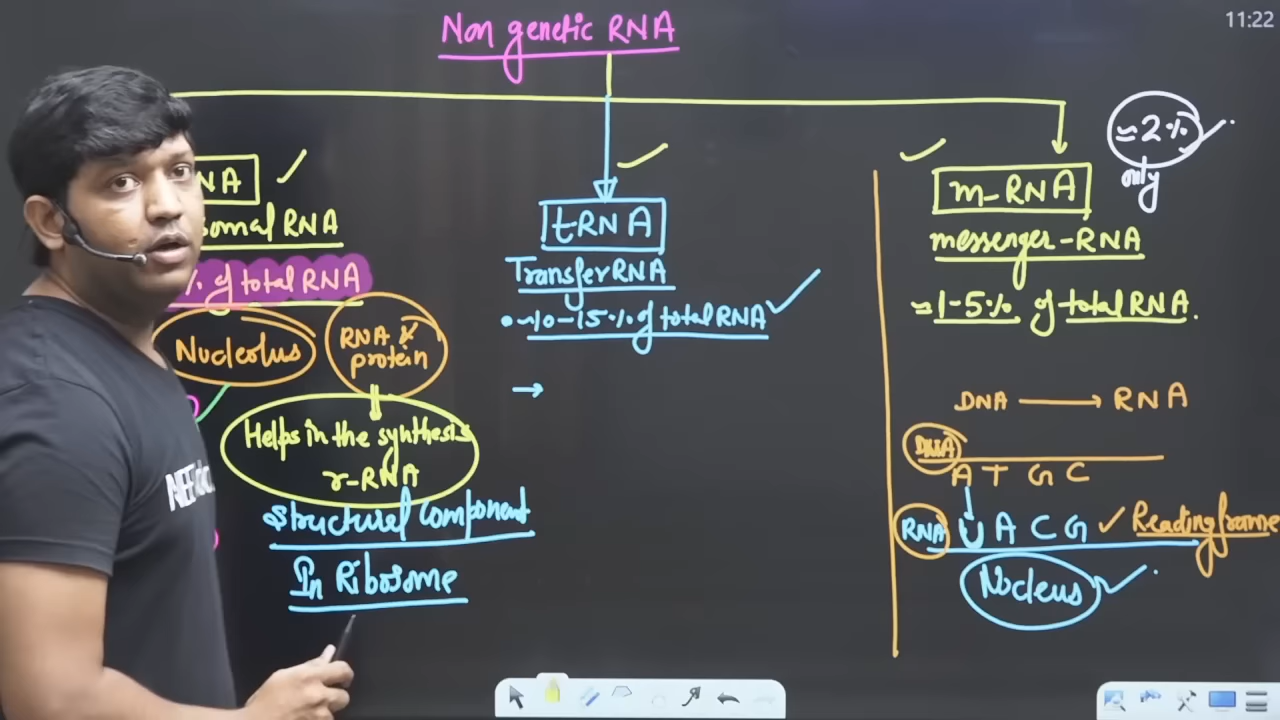 11:22
Non genetic RNA
≈2%
only
NA
somal RNA
% of total RNA
Nucleolus
RNA &
protein
Helps in the synthesis
r-RNA
Structural Component
In Ribosome
NEE
tRNA
Transfer RNA
~10-15% of total RNA
→
m-RNA
messenger-RNA
≈1-5% of total RNA.
DNA → RNA
DNA
A T G C
RNA U A C G ✓ Reading frame
Nucleus